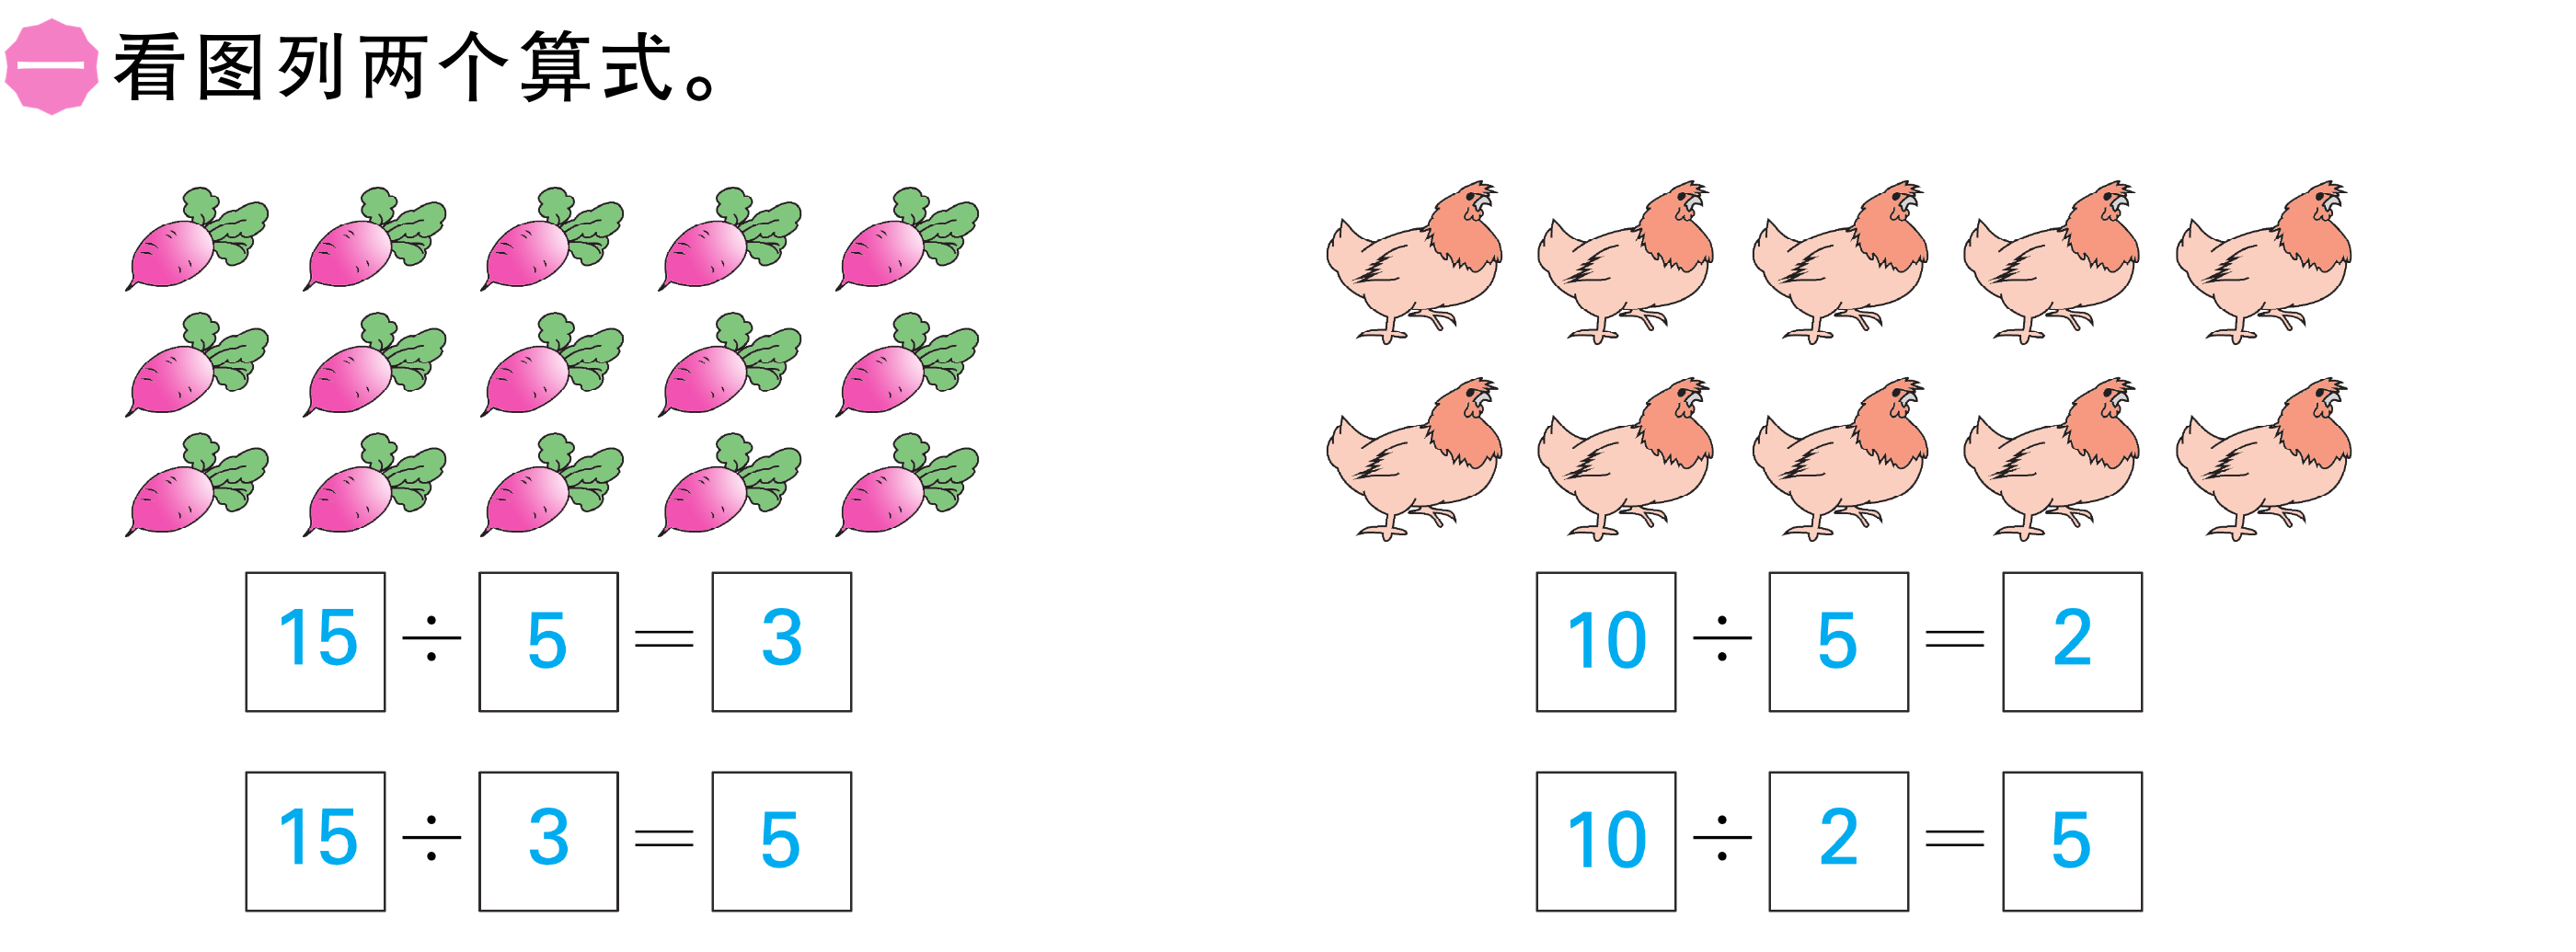 一 看图列两个算式。
15 ÷ 5 = 3
15 ÷ 3 = 5
10 ÷ 5 = 2
10 ÷ 2 = 5